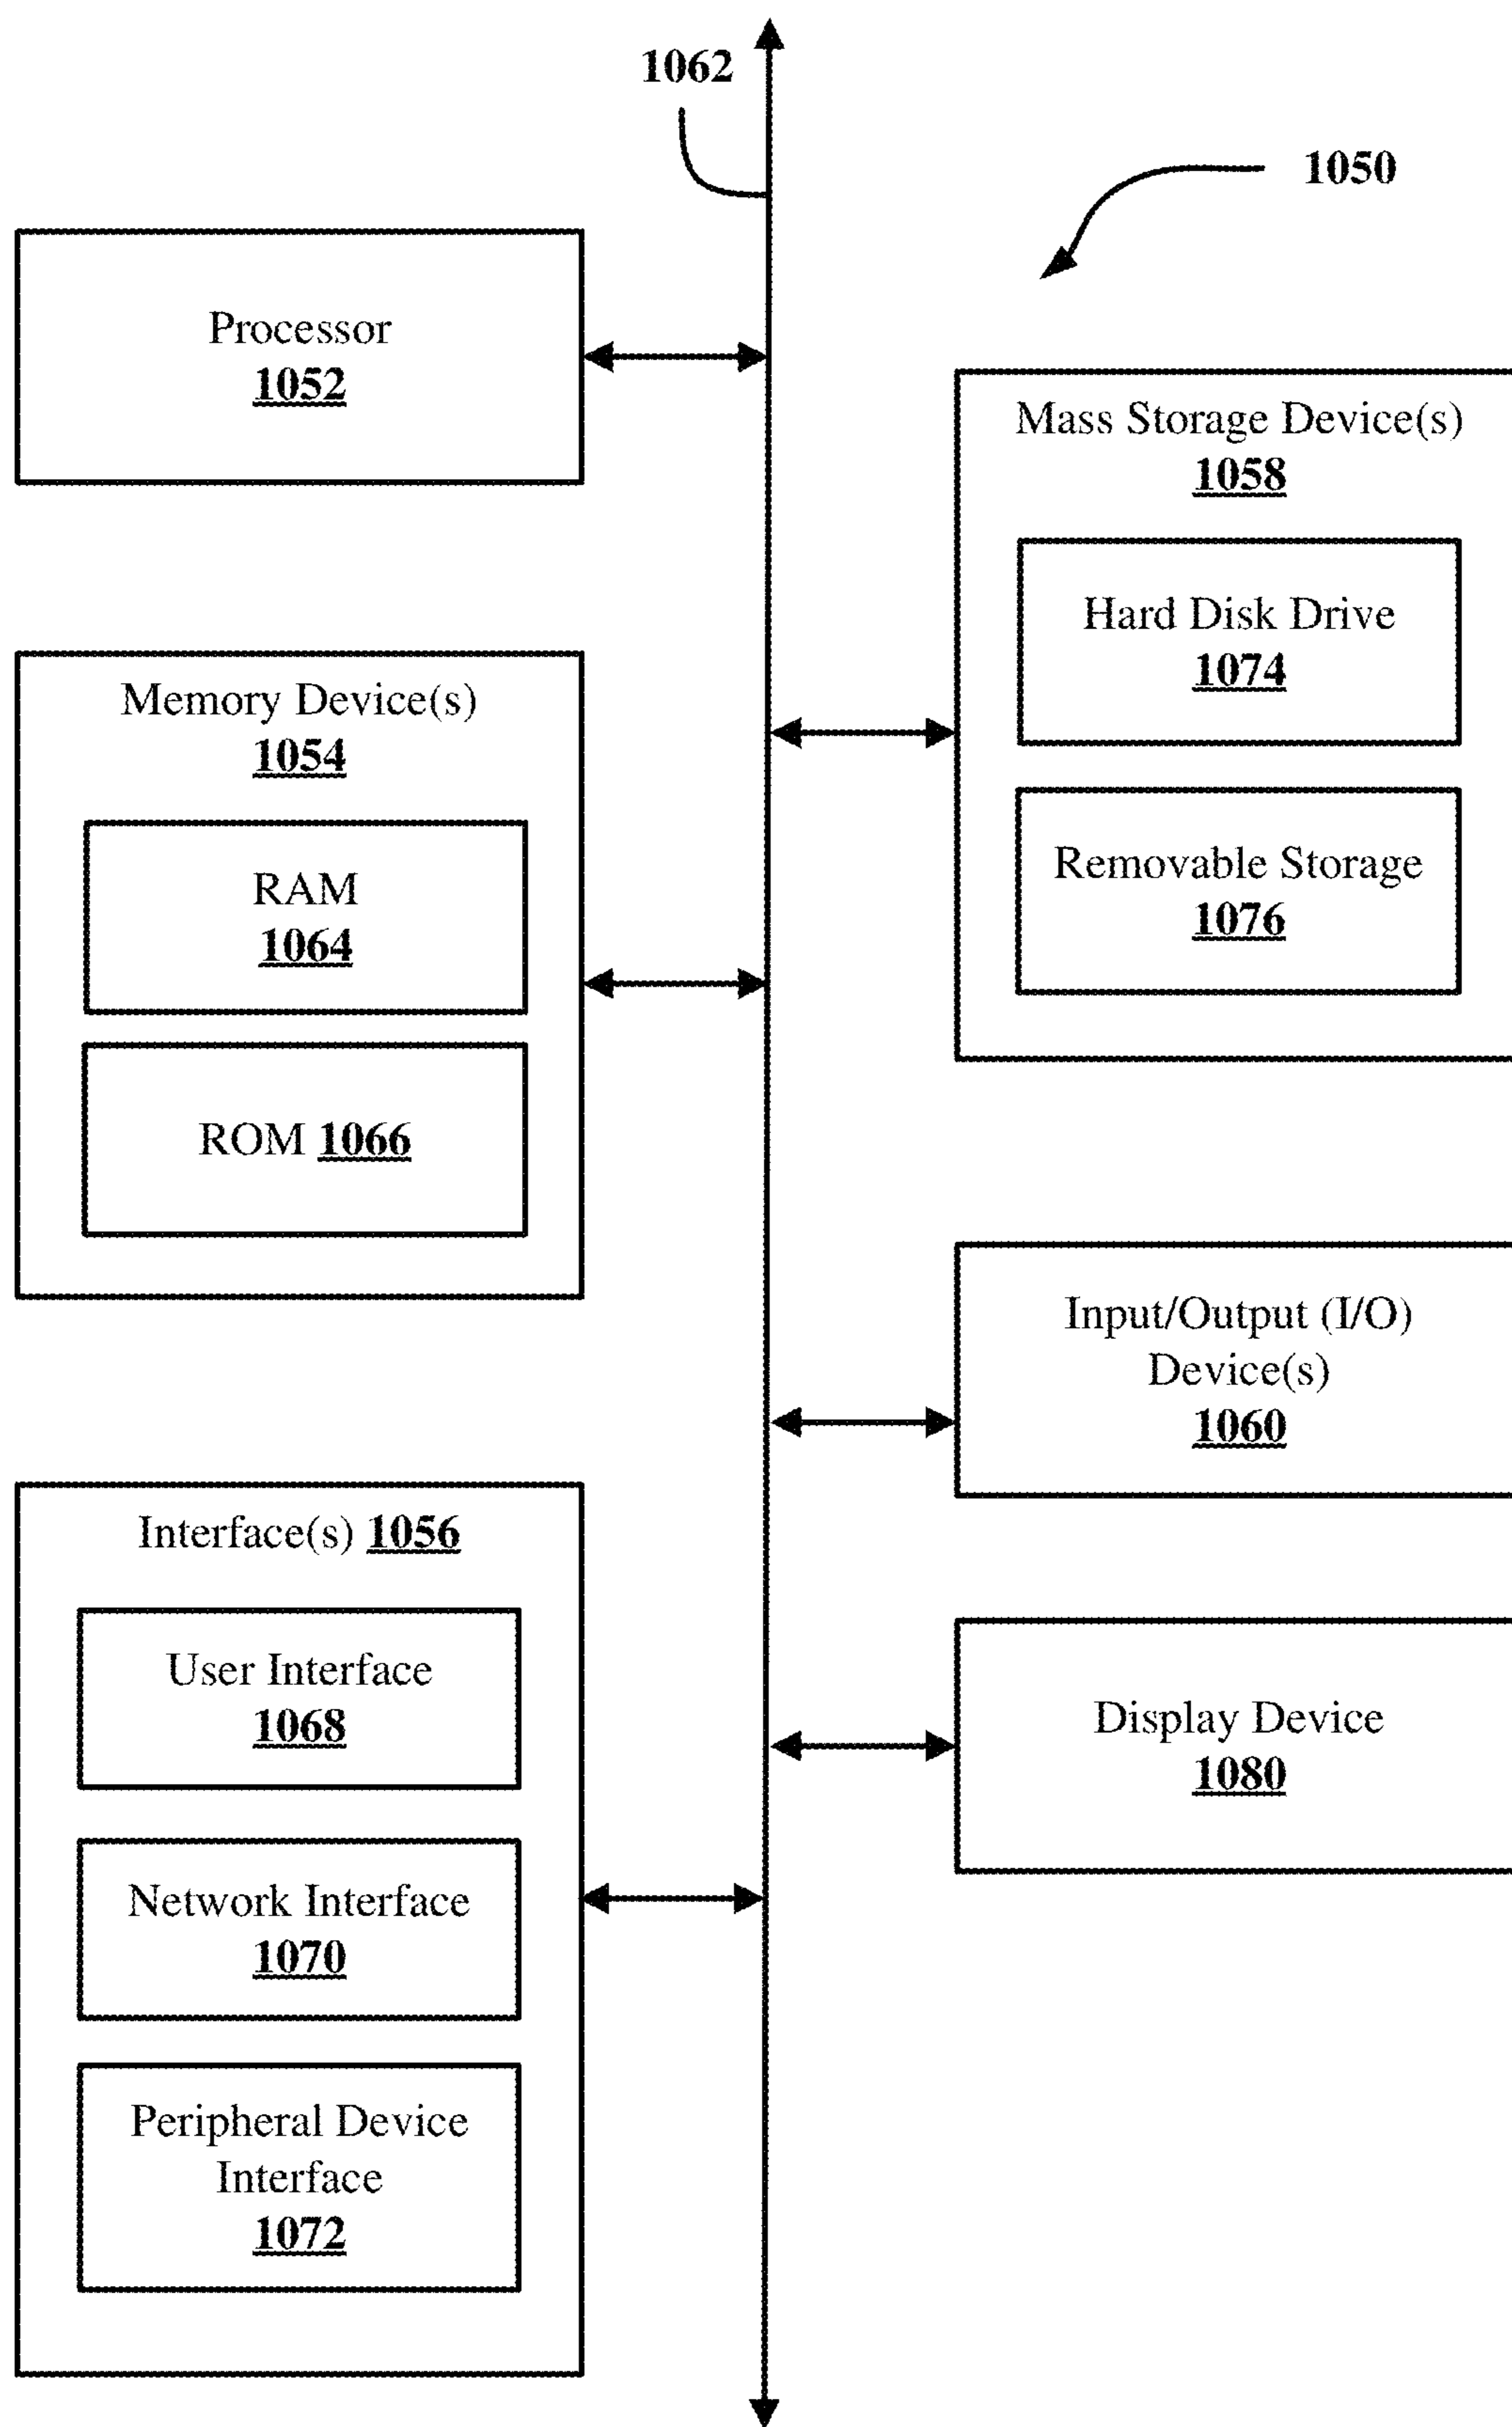 1062
1050
Processor
1052
Memory Device(s)
1054
RAM
1064
ROM 1066
Interface(s) 1056
User Interface
1068
Network Interface
1070
Peripheral Device
Interface
1072
Mass Storage Device(s)
1058
Hard Disk Drive
1074
Removable Storage
1076
Input/Output (I/O)
Device(s)
1060
Display Device
1080